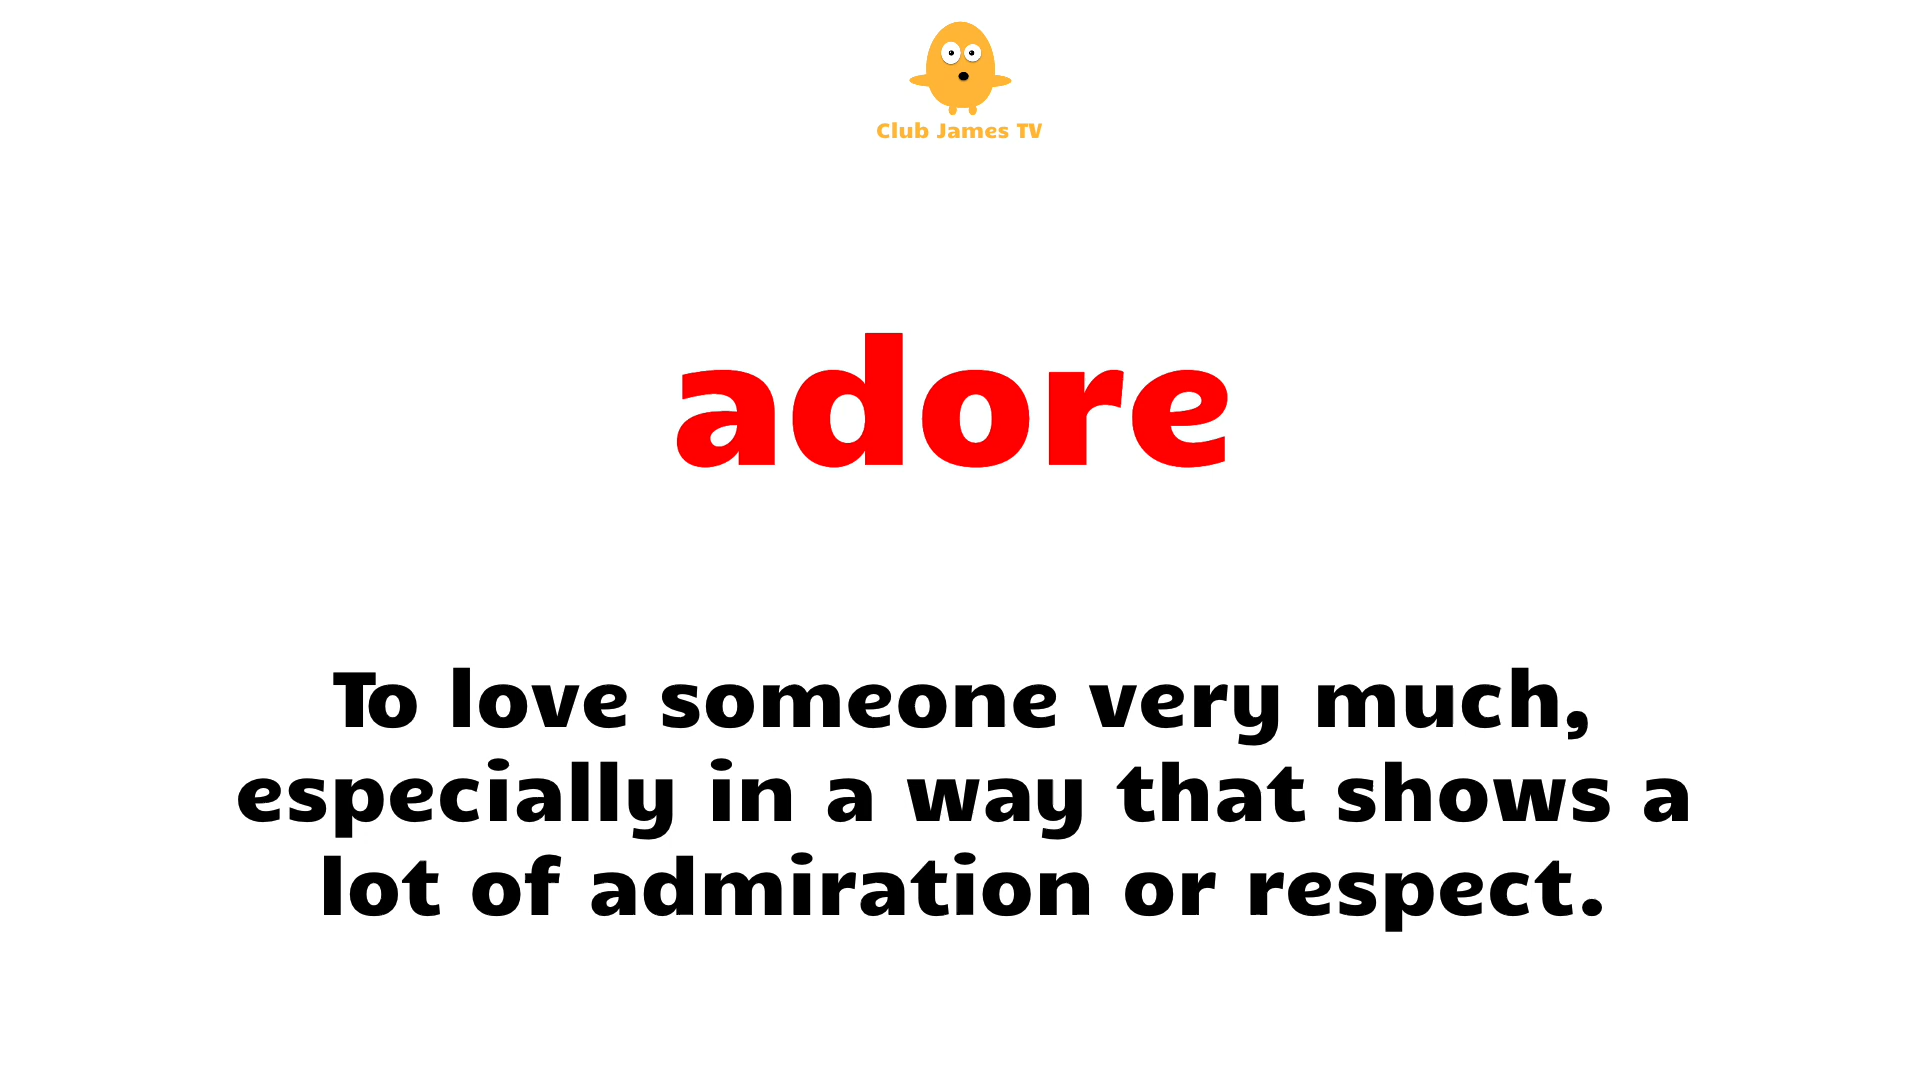 Club James TV
adore
To love someone very much,
especially in a way that shows a
lot of admiration or respect.